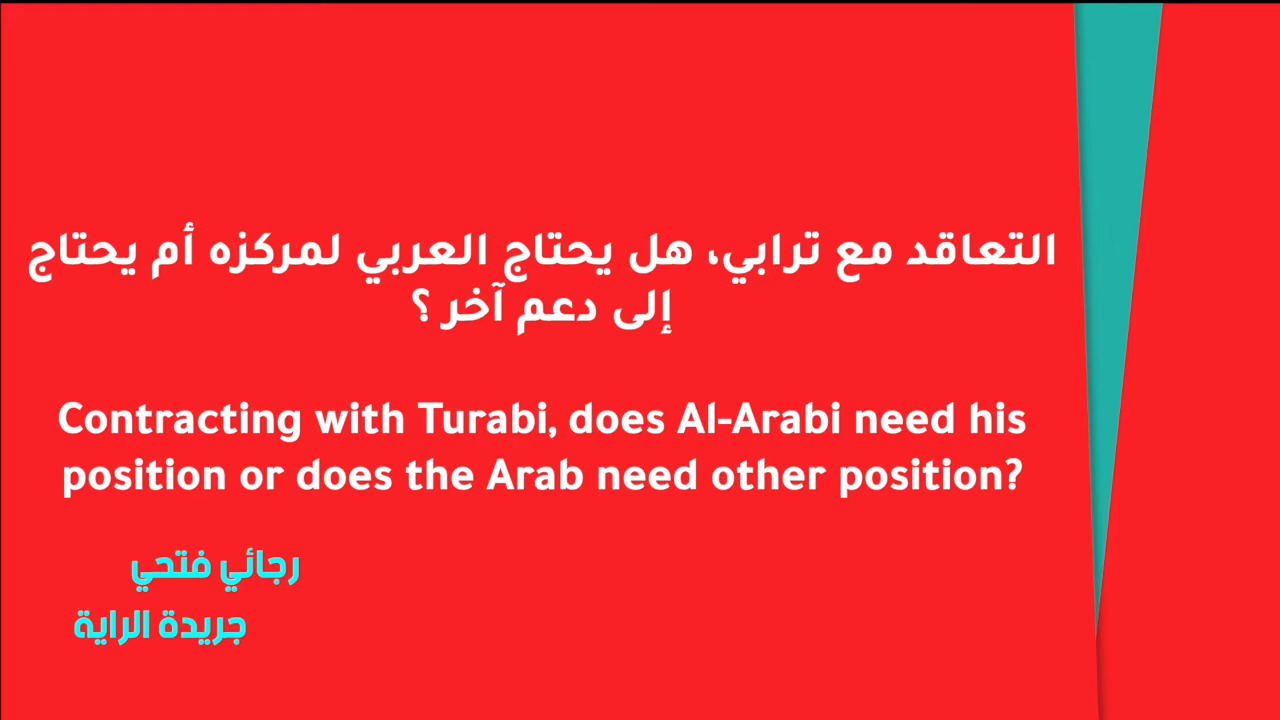 التعاقد مع ترابي، هل يحتاج العربي لمركزه أم يحتاج
إلى دعم آخر ؟
Contracting with Turabi, does Al-Arabi need his
position or does the Arab need other position?
رجائي فتحي
جريدة الراية